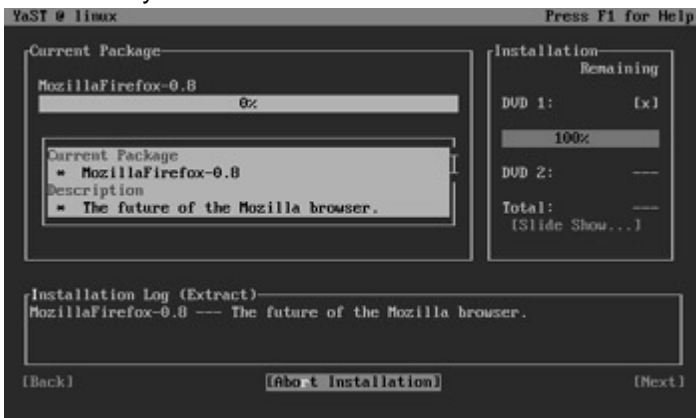 YaST @ linux Press F1 for Help
Current Package
MozillaFirefox-0.8
0%
Current Package
* MozillaFirefox-0.8
Description
* The future of the Mozilla browser.
Installation
Remaining
DVD 1: [x]
100%
DVD 2: ---
Total: ---
[Slide Show...]
Installation Log (Extract)
MozillaFirefox-0.8 --- The future of the Mozilla browser.
[Back] [Abort Installation] [Next]